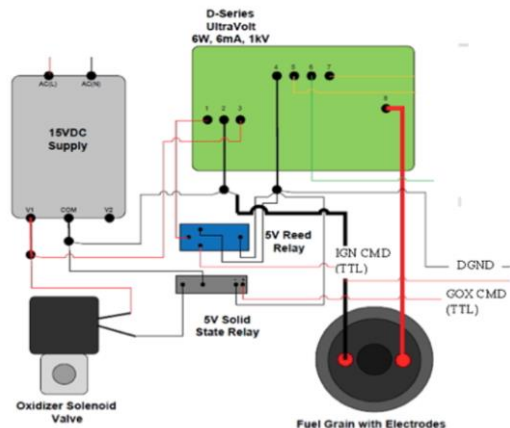 D-Series
UltraVolt
6W, 6mA, 1kV
AC(L)
AC(N)
15VDC
Supply
V1
COM
V2
1
2
3
4
5
6
7
8
5V Reed
Relay
IGN CMD
(TTL)
DGND
GOX CMD
(TTL)
5V Solid
State Relay
Oxidizer Solenoid
Valve
Fuel Grain with Electrodes